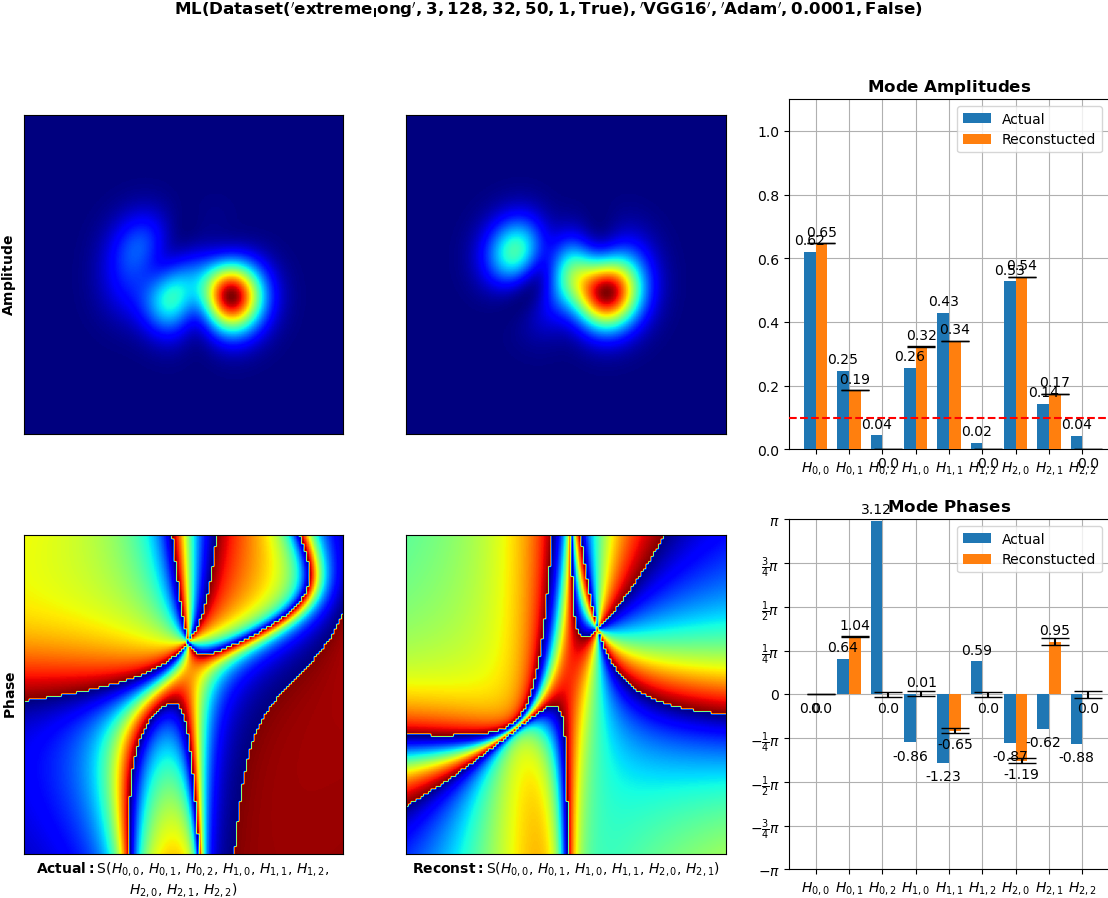 ML(Dataset('extreme_long', 3, 128, 32, 50, 1, True), 'VGG16', 'Adam', 0.0001, False)
Amplitude
Mode Amplitudes
Actual
Reconstucted
1.0
0.8
0.6
0.4
0.2
0.0
0.62
0.65
0.25
0.19
0.04
0.0
0.26
0.32
0.43
0.34
0.02
0.0
0.53
0.54
0.14
0.17
0.04
0.0
H0,0 H0,1 H0,2 H1,0 H1,1 H1,2 H2,0 H2,1 H2,2
Phase
Actual: S(H0,0, H0,1, H0,2, H1,0, H1,1, H1,2,
H2,0, H2,1, H2,2)
Reconst: S(H0,0, H0,1, H1,0, H1,1, H2,0, H2,1)
Mode Phases
Actual
Reconstucted
π
3/4π
1/2π
1/4π
0
−1/4π
−1/2π
−3/4π
−π
0.0
0.0
0.64
1.04
3.12
0.0
-0.86
0.01
-1.23
-0.65
0.59
0.0
-0.87
-1.19
-0.62
0.95
-0.88
0.0
H0,0 H0,1 H0,2 H1,0 H1,1 H1,2 H2,0 H2,1 H2,2